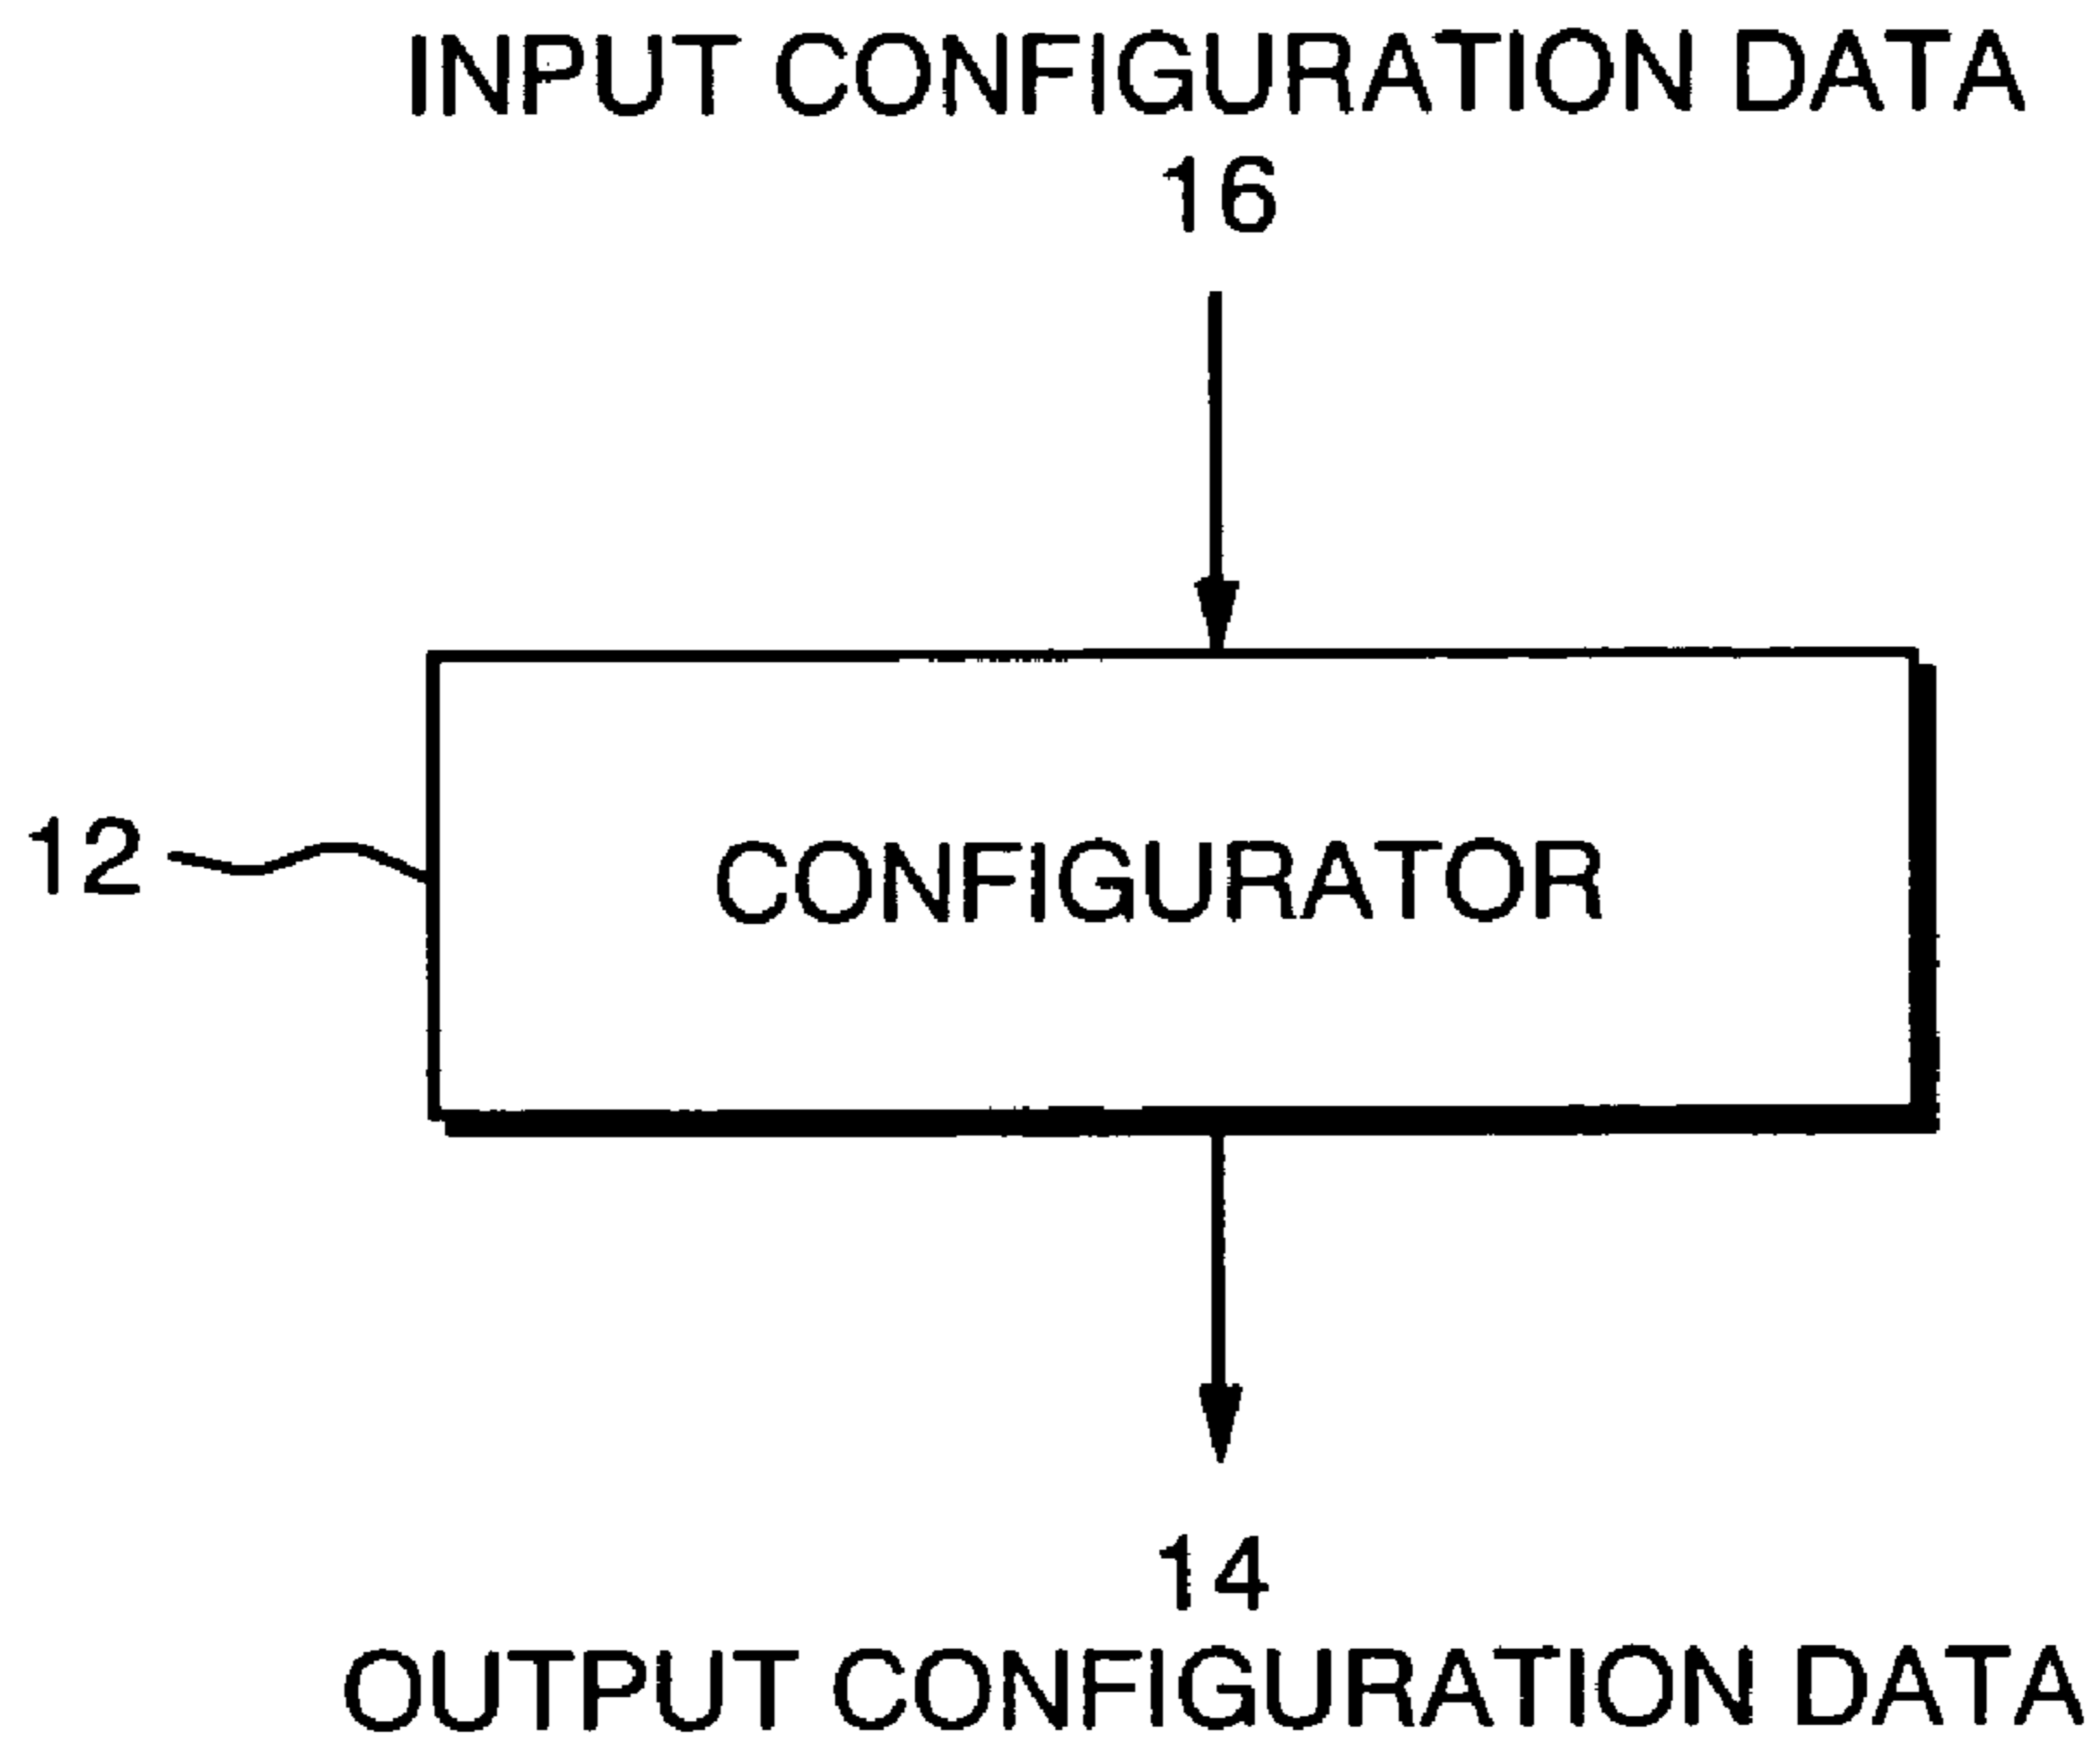 INPUT CONFIGURATION DATA
16
12
CONFIGURATOR
14
OUTPUT CONFIGURATION DATA